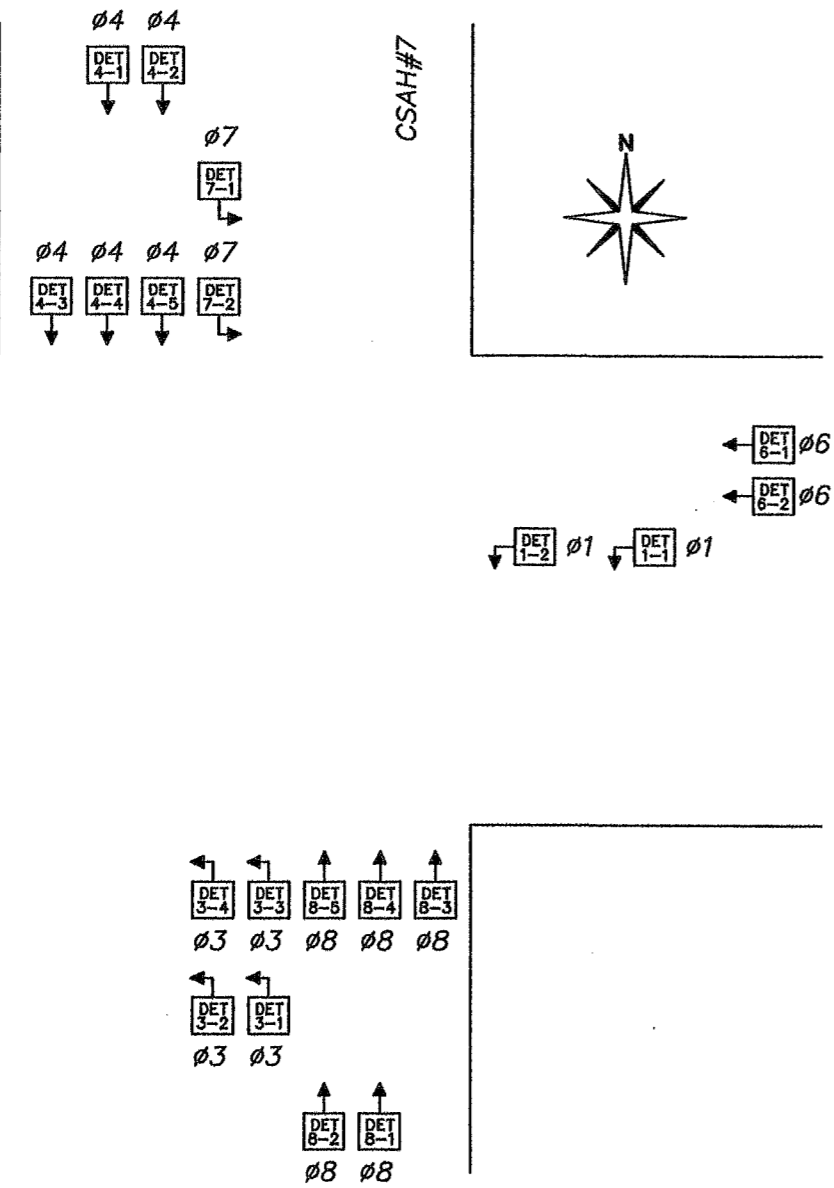 ø4 ø4
DET 4-1 DET 4-2
CSAH#7
ø7
DET 7-1
N
ø4 ø4 ø4 ø7
DET 4-3 DET 4-4 DET 4-5 DET 7-2
DET 6-1 ø6
DET 6-2 ø6
DET 1-2 ø1 DET 1-1 ø1
DET 3-4 DET 3-3 DET 8-5 DET 8-4 DET 8-3
ø3 ø3 ø8 ø8 ø8
DET 3-2 DET 3-1
ø3 ø3
DET 8-2 DET 8-1
ø8 ø8